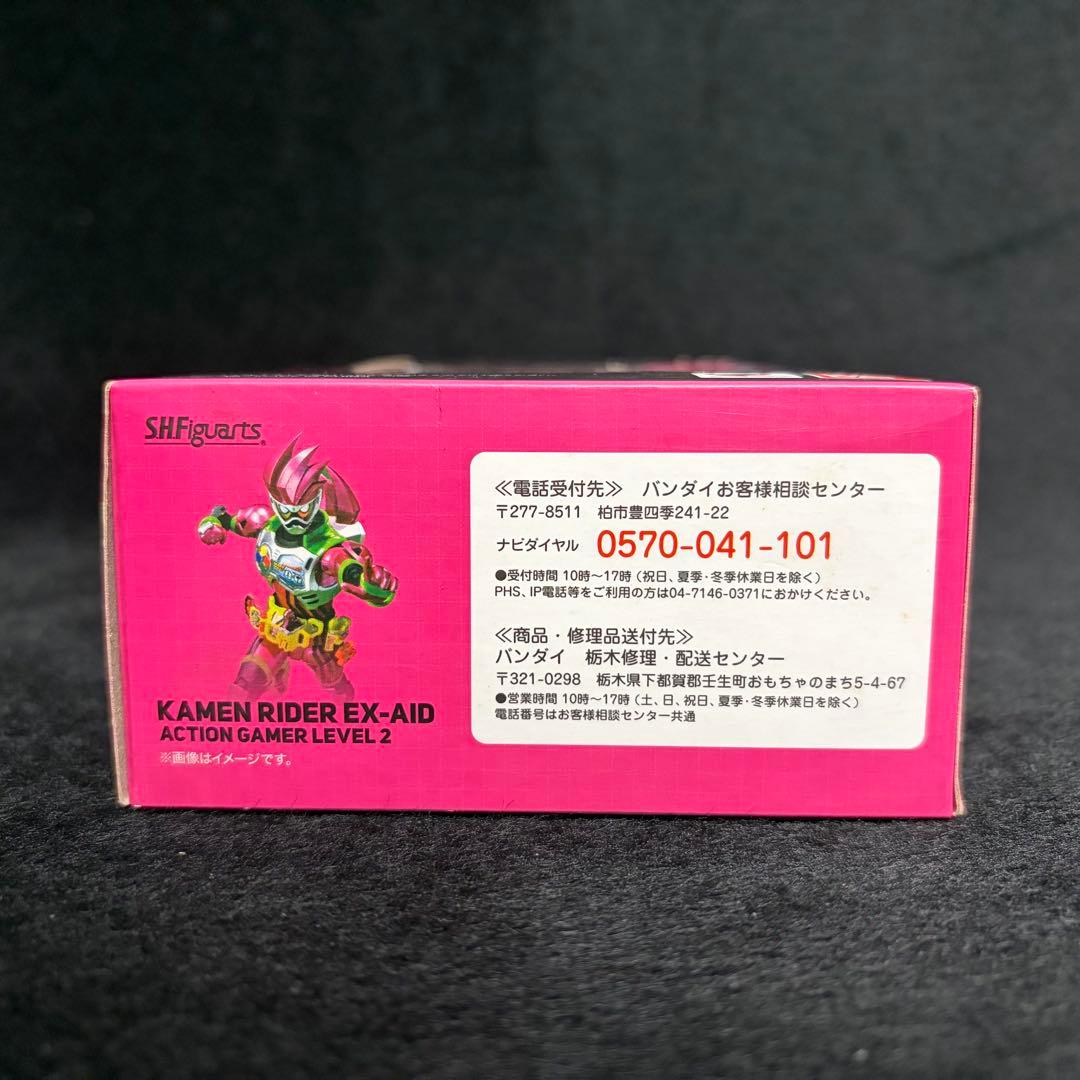 S.H.Figuarts
KAMEN RIDER EX-AID
ACTION GAMER LEVEL 2
※画像はイメージです。
≪電話受付先≫ バンダイお客様相談センター
〒277-8511 柏市豊四季241-22
ナビダイヤル 0570-041-101
●受付時間 10時～17時 (祝日、夏季・冬季休業日を除く)
PHS、IP電話等をご利用の方は04-7146-0371におかけください。
≪商品・修理品送付先≫
バンダイ 栃木修理・配送センター
〒321-0298 栃木県下都賀郡壬生町おもちゃのまち5-4-67
●営業時間 10時～17時 (土、日、祝日、夏季・冬季休業日を除く)
電話番号はお客様相談センター共通